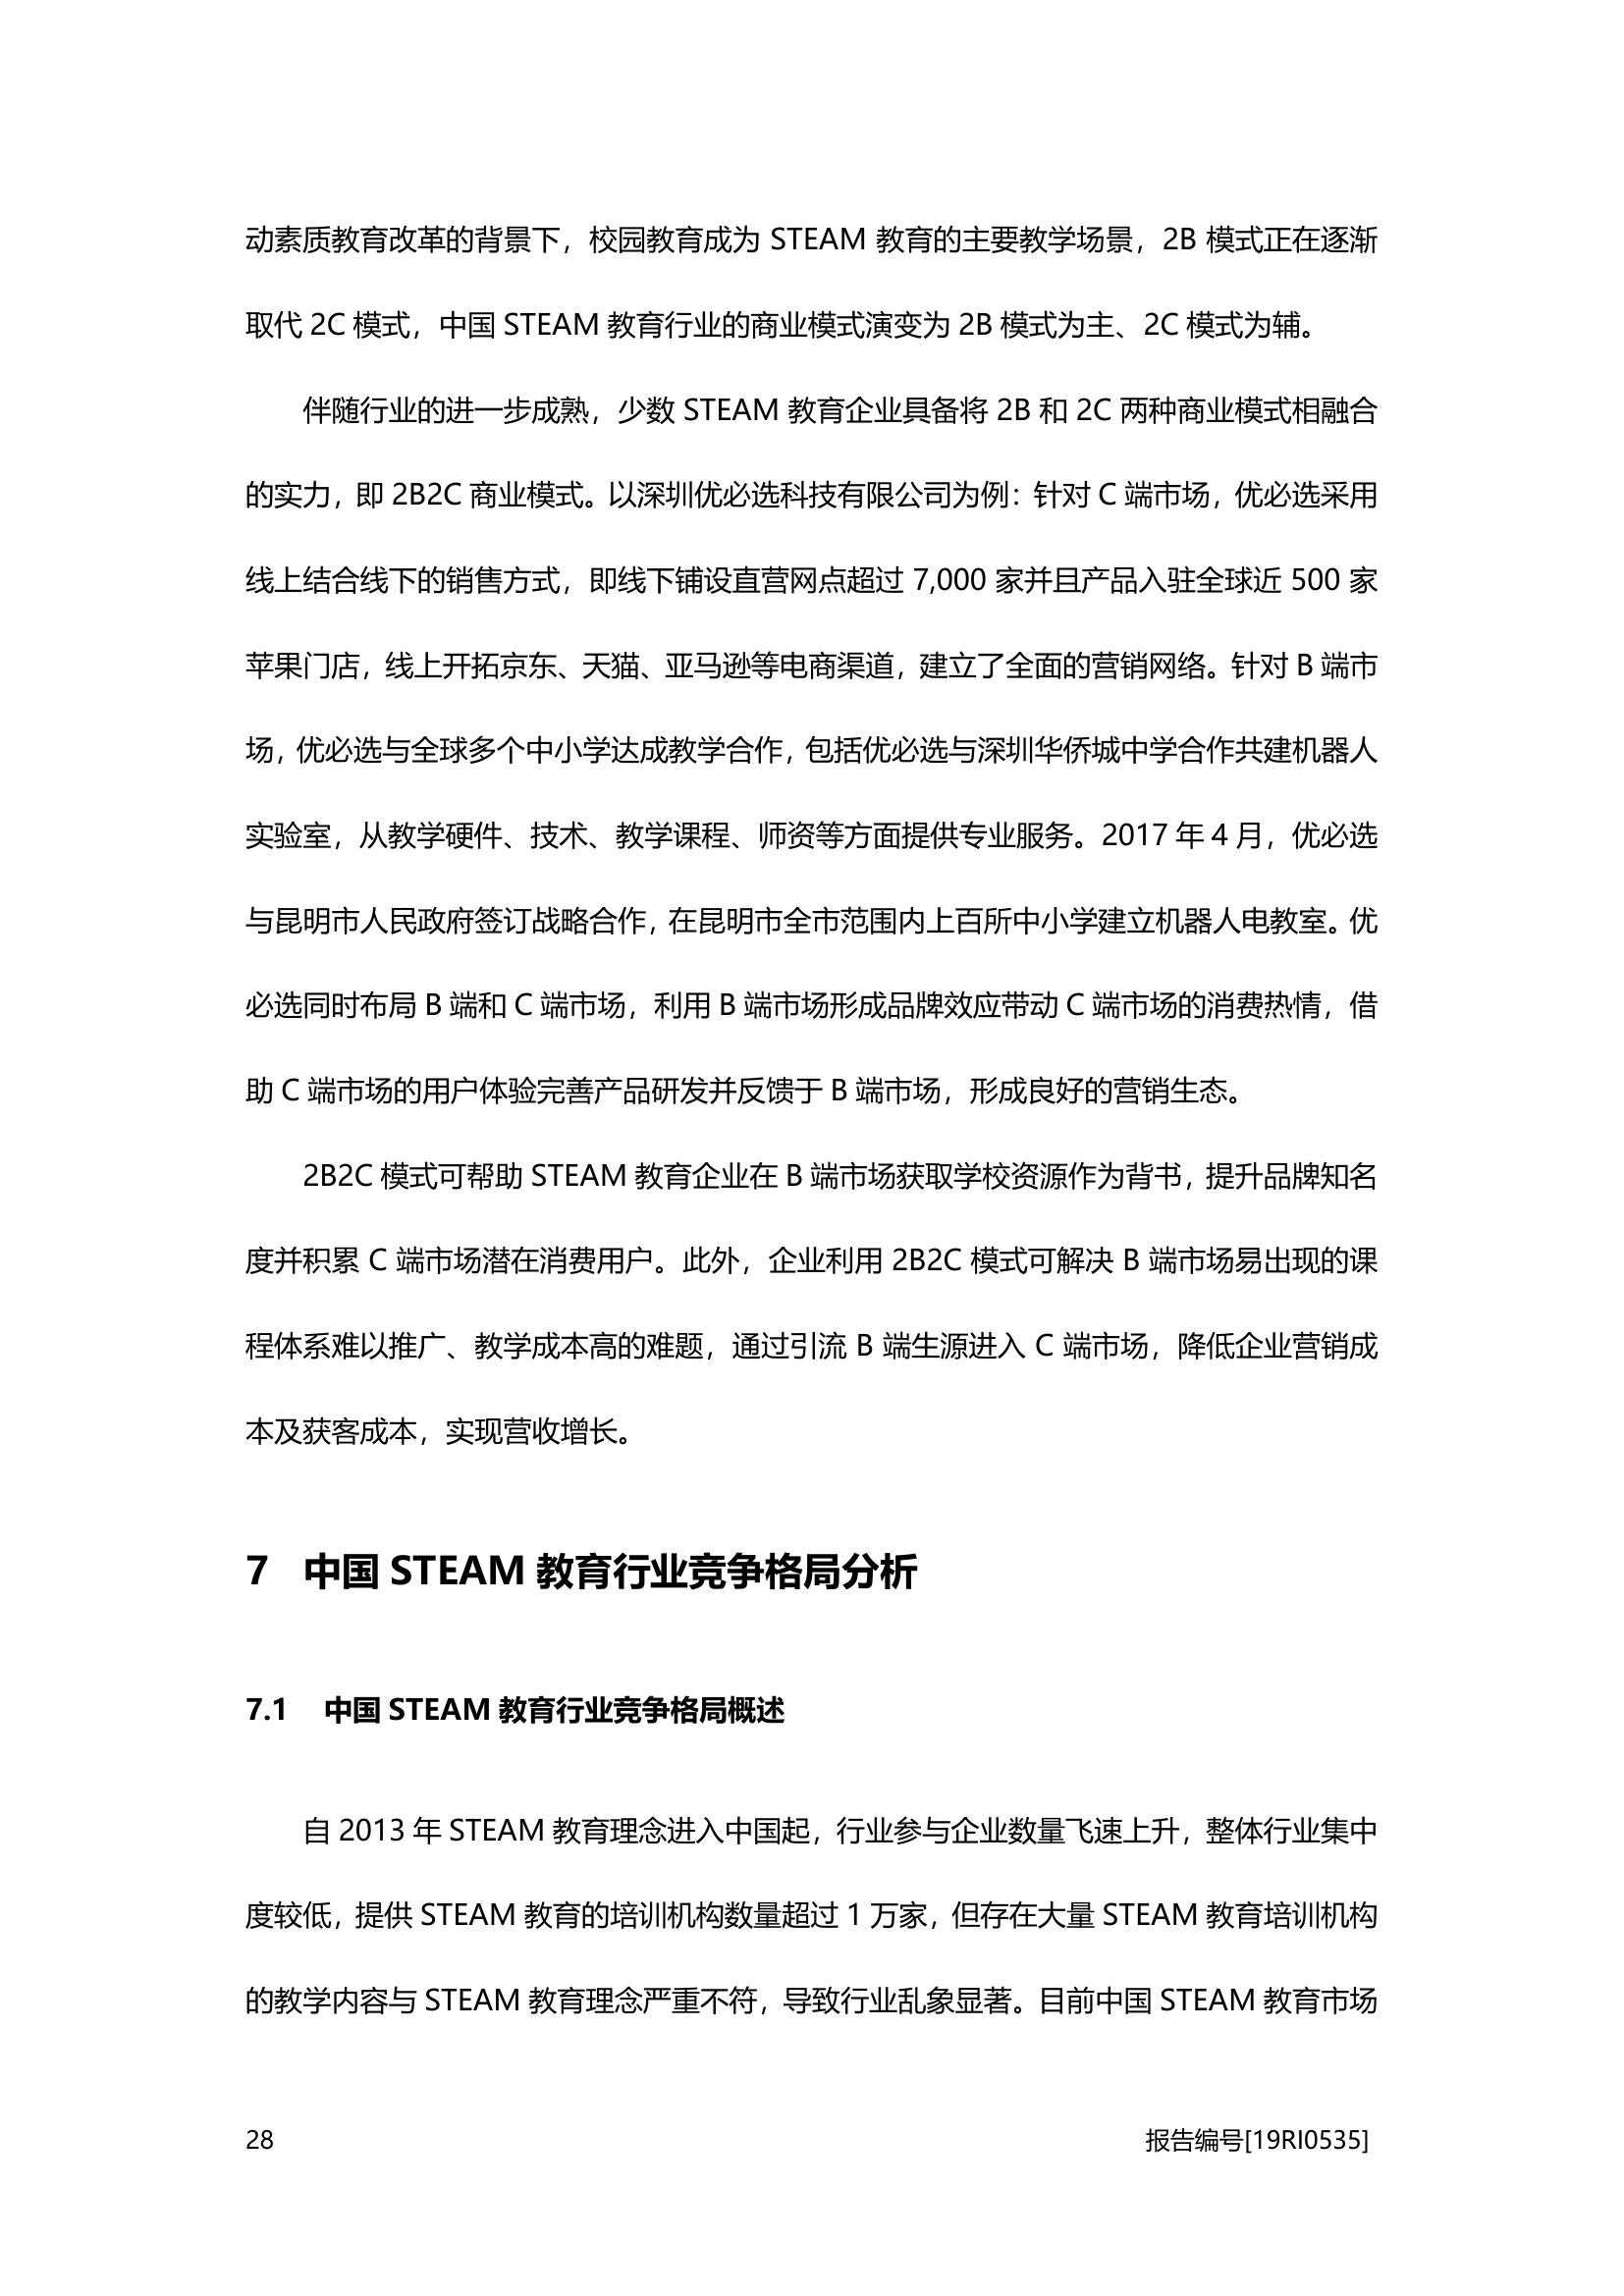 动素质教育改革的背景下，校园教育成为 STEAM 教育的主要教学场景，2B 模式正在逐渐
取代 2C 模式，中国 STEAM 教育行业的商业模式演变为 2B 模式为主、2C 模式为辅。
伴随行业的进一步成熟，少数 STEAM 教育企业具备将 2B 和 2C 两种商业模式相融合
的实力，即 2B2C 商业模式。以深圳优必选科技有限公司为例：针对 C 端市场，优必选采用
线上结合线下的销售方式，即线下铺设直营网点超过 7,000 家并且产品入驻全球近 500 家
苹果门店，线上开拓京东、天猫、亚马逊等电商渠道，建立了全面的营销网络。针对 B 端市
场，优必选与全球多个中小学达成教学合作，包括优必选与深圳华侨城中学合作共建机器人
实验室，从教学硬件、技术、教学课程、师资等方面提供专业服务。2017 年 4 月，优必选
与昆明市人民政府签订战略合作，在昆明市全市范围内上百所中小学建立机器人电教室。优
必选同时布局 B 端和 C 端市场，利用 B 端市场形成品牌效应带动 C 端市场的消费热情，借
助 C 端市场的用户体验完善产品研发并反馈于 B 端市场，形成良好的营销生态。
2B2C 模式可帮助 STEAM 教育企业在 B 端市场获取学校资源作为背书，提升品牌知名
度并积累 C 端市场潜在消费用户。此外，企业利用 2B2C 模式可解决 B 端市场易出现的课
程体系难以推广、教学成本高的难题，通过引流 B 端生源进入 C 端市场，降低企业营销成
本及获客成本，实现营收增长。
7 中国 STEAM 教育行业竞争格局分析
7.1 中国 STEAM 教育行业竞争格局概述
自 2013 年 STEAM 教育理念进入中国起，行业参与企业数量飞速上升，整体行业集中
度较低，提供 STEAM 教育的培训机构数量超过 1 万家，但存在大量 STEAM 教育培训机构
的教学内容与 STEAM 教育理念严重不符，导致行业乱象显著。目前中国 STEAM 教育市场
28 报告编号[19RI0535]